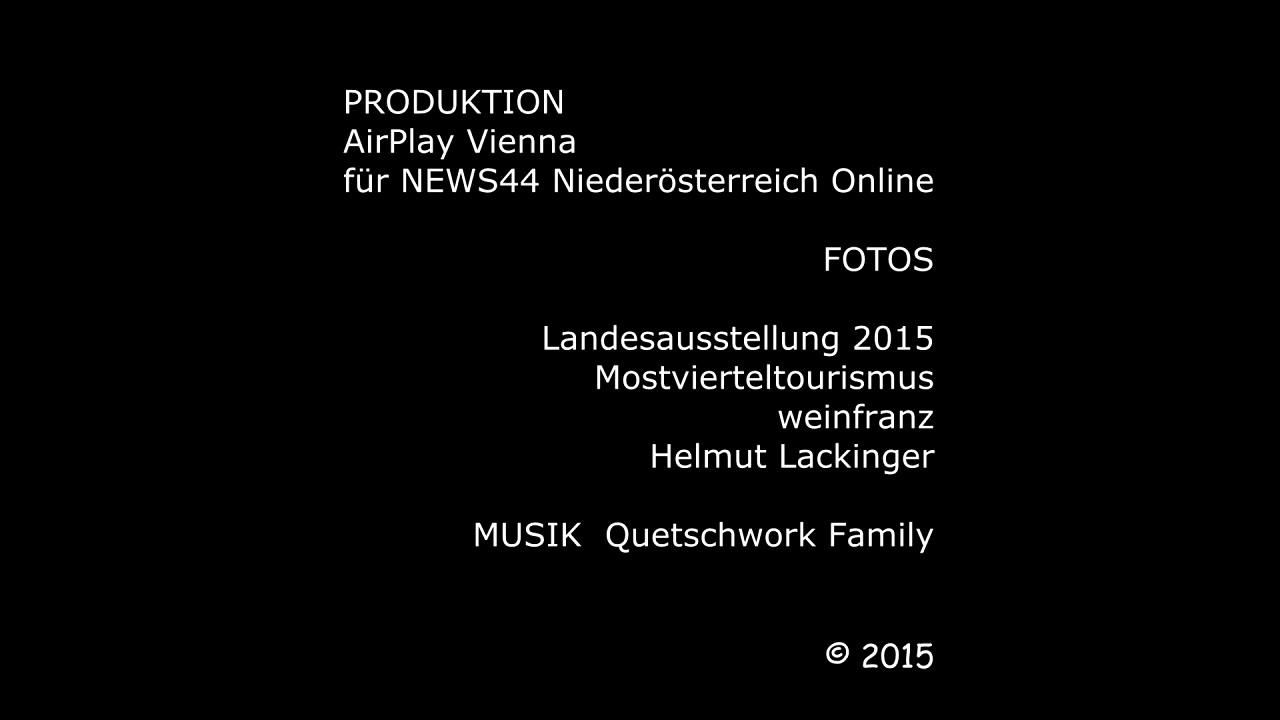 PRODUKTION
AirPlay Vienna
für NEWS44 Niederösterreich Online
FOTOS
Landesausstellung 2015
Mostvierteltourismus
weinfranz
Helmut Lackinger
MUSIK  Quetschwork Family
© 2015